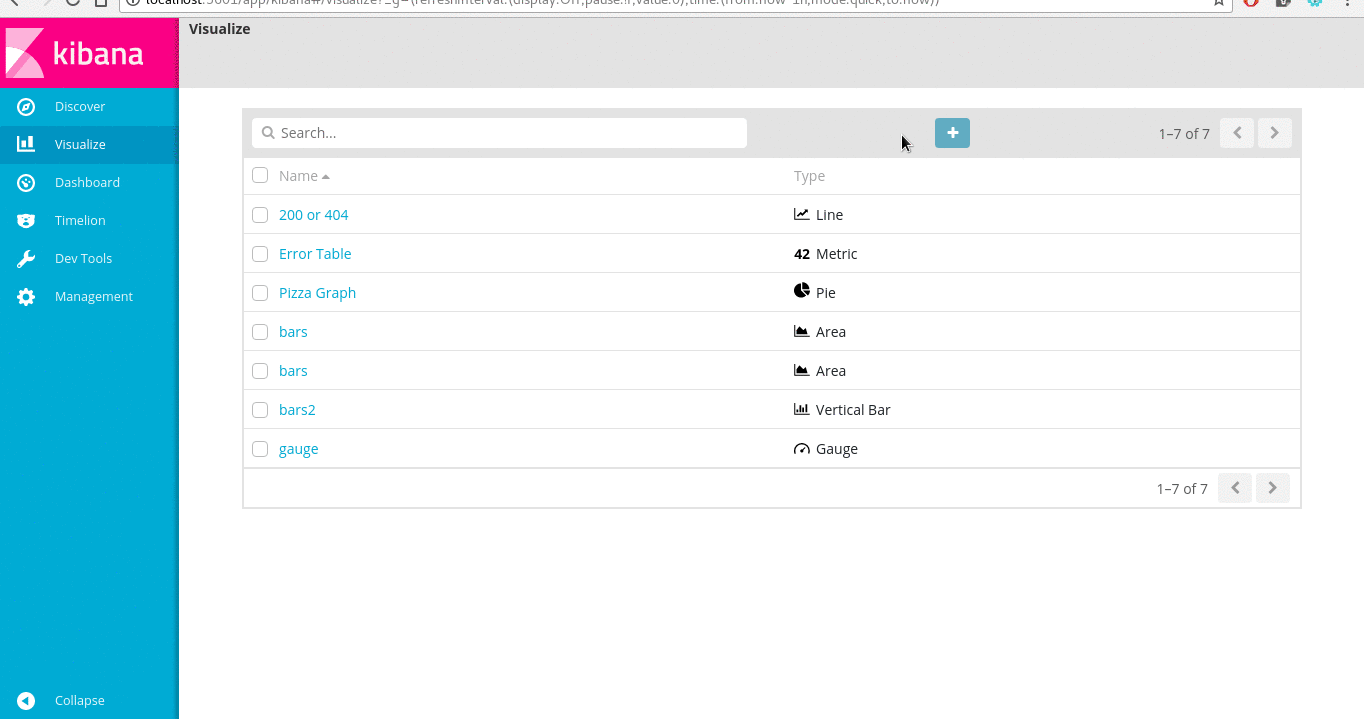 localhost:5601/app/kibana#/visualize?_g=(refreshInterval:(display:Off,pause:!f,value:0),time:(from:now-1h,mode:quick,to:now))
Visualize
kibana
Discover
Visualize
Dashboard
Timelion
Dev Tools
Management
Collapse
Search...
+
1–7 of 7
Name Type
200 or 404 Line
Error Table 42 Metric
Pizza Graph Pie
bars Area
bars Area
bars2 Vertical Bar
gauge Gauge
1–7 of 7